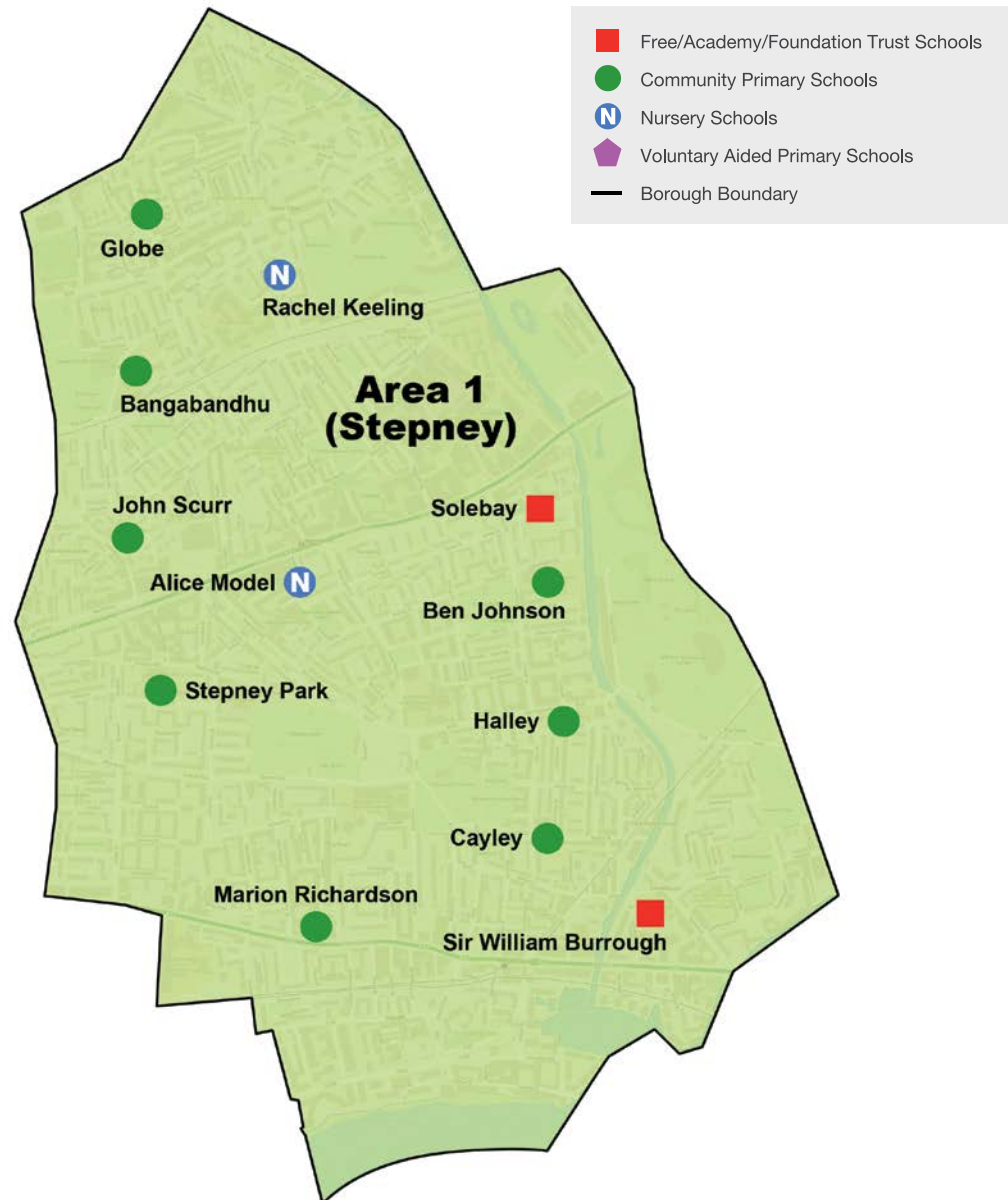 Free/Academy/Foundation Trust Schools
Community Primary Schools
N
Nursery Schools
Voluntary Aided Primary Schools
Borough Boundary
Globe
N
Rachel Keeling
Bangabandhu
Area 1
(Stepney)
John Scurr
Solebay
Alice Model
N
Ben Johnson
Stepney Park
Halley
Cayley
Marion Richardson
Sir William Burrough